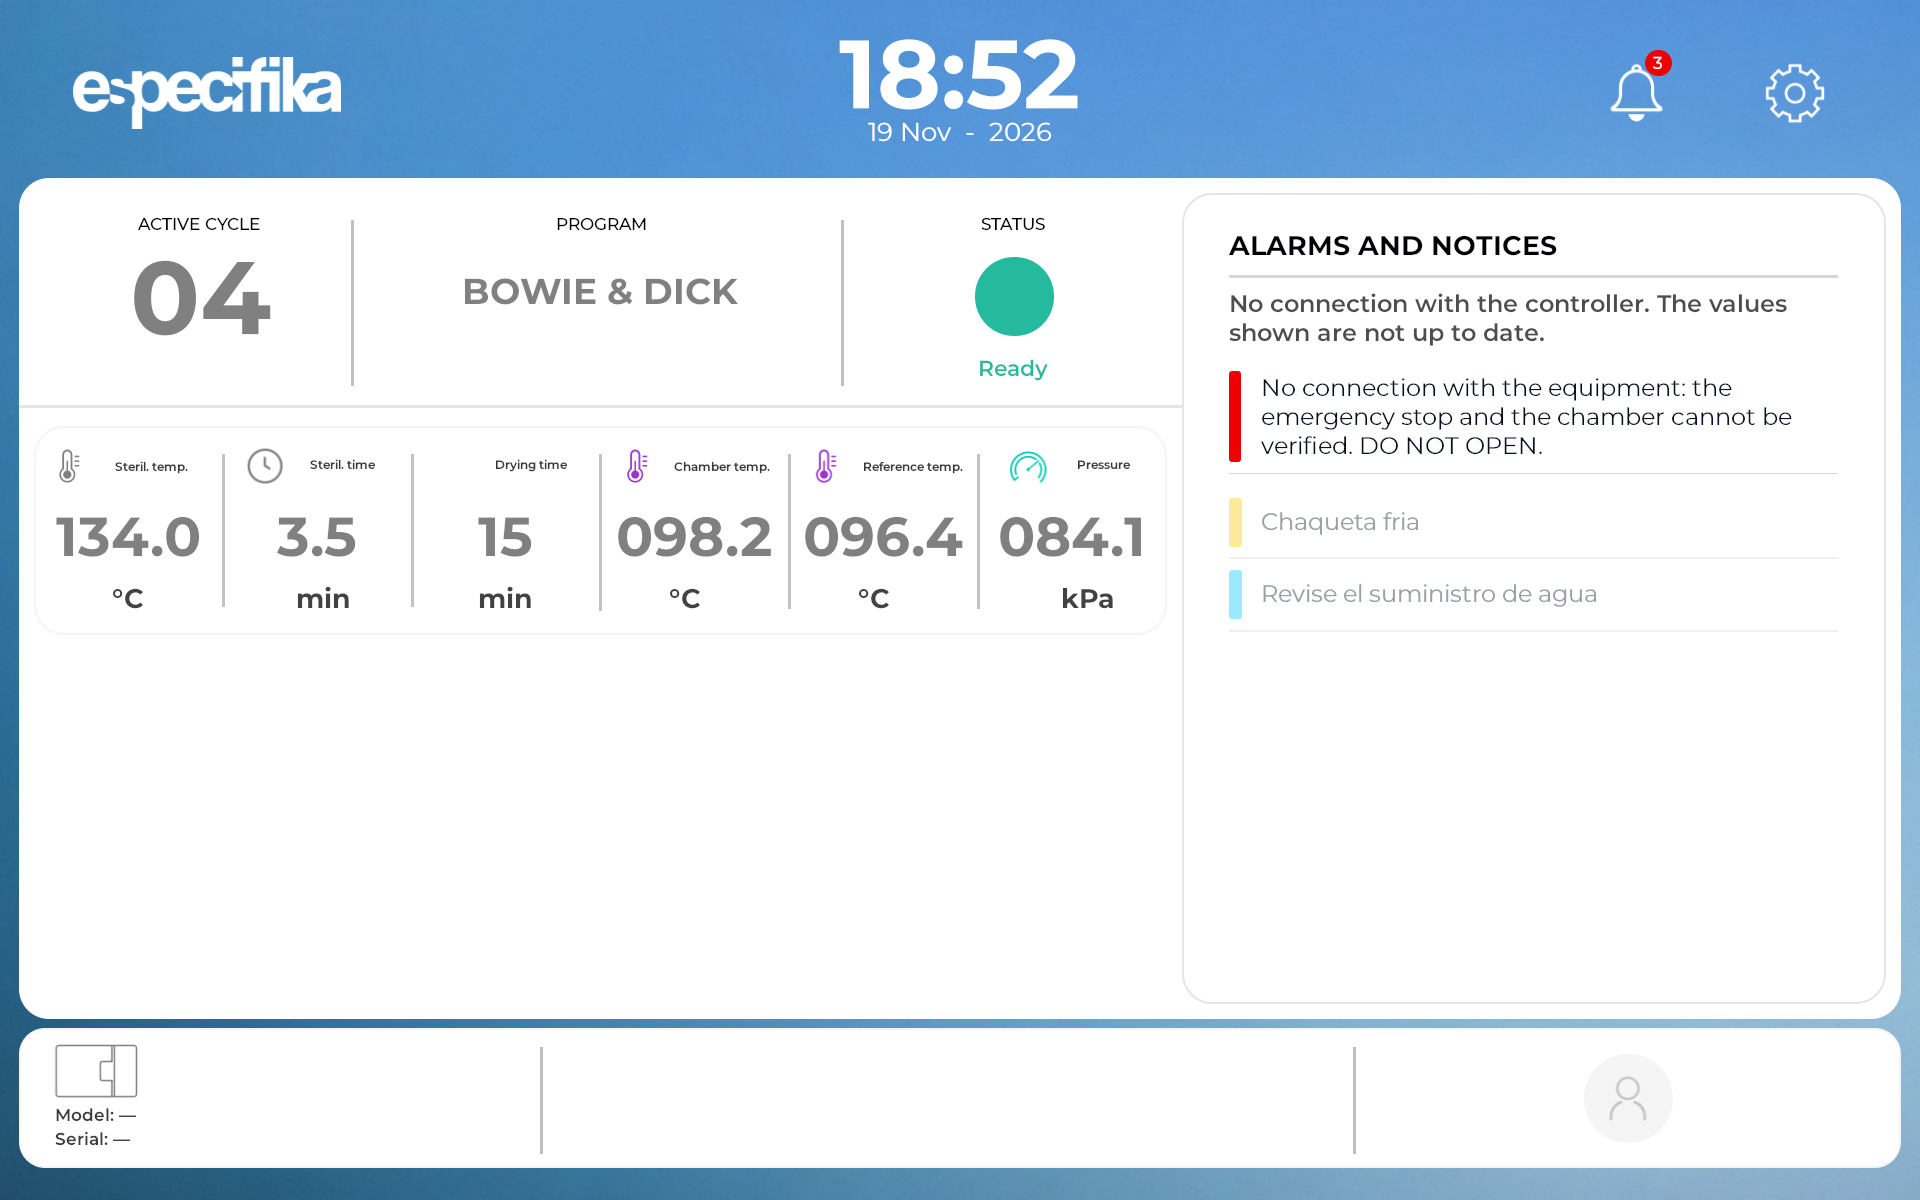 especifika
18:52
19 Nov - 2026
3
ACTIVE CYCLE
04
PROGRAM
BOWIE & DICK
STATUS
Ready
Steril. temp.
134.0
°C
Steril. time
3.5
min
Drying time
15
min
Chamber temp.
098.2
°C
Reference temp.
096.4
°C
Pressure
084.1
kPa
ALARMS AND NOTICES
No connection with the controller. The values
shown are not up to date.
No connection with the equipment: the
emergency stop and the chamber cannot be
verified. DO NOT OPEN.
Chaqueta fria
Revise el suministro de agua
Model: —
Serial: —